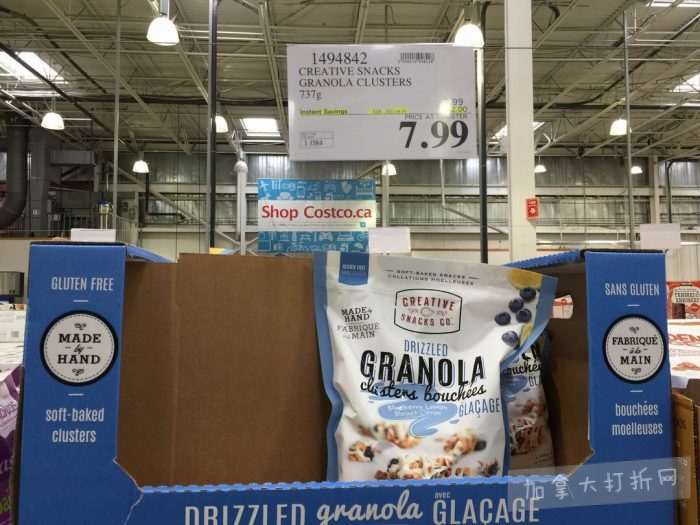 1494842
CREATIVE SNACKS
GRANOLA CLUSTERS
737g
Instant Savings
PRICE AT REGISTER
7.99
Shop Costco.ca
GLUTEN FREE
MADE
by
HAND
soft-baked
clusters
SOFT-BAKED SNACKS
COLLATIONS MOELLEUSES
MADE by HAND
FABRIQUÉ à la MAIN
CREATIVE
SNACKS CO.
DRIZZLED
GRANOLA
clusters bouchées
GLAÇAGE
SANS GLUTEN
FABRIQUÉ
à la
MAIN
bouchées
moelleuses
DRIZZLED granola avec GLAÇAGE
加拿大打折网